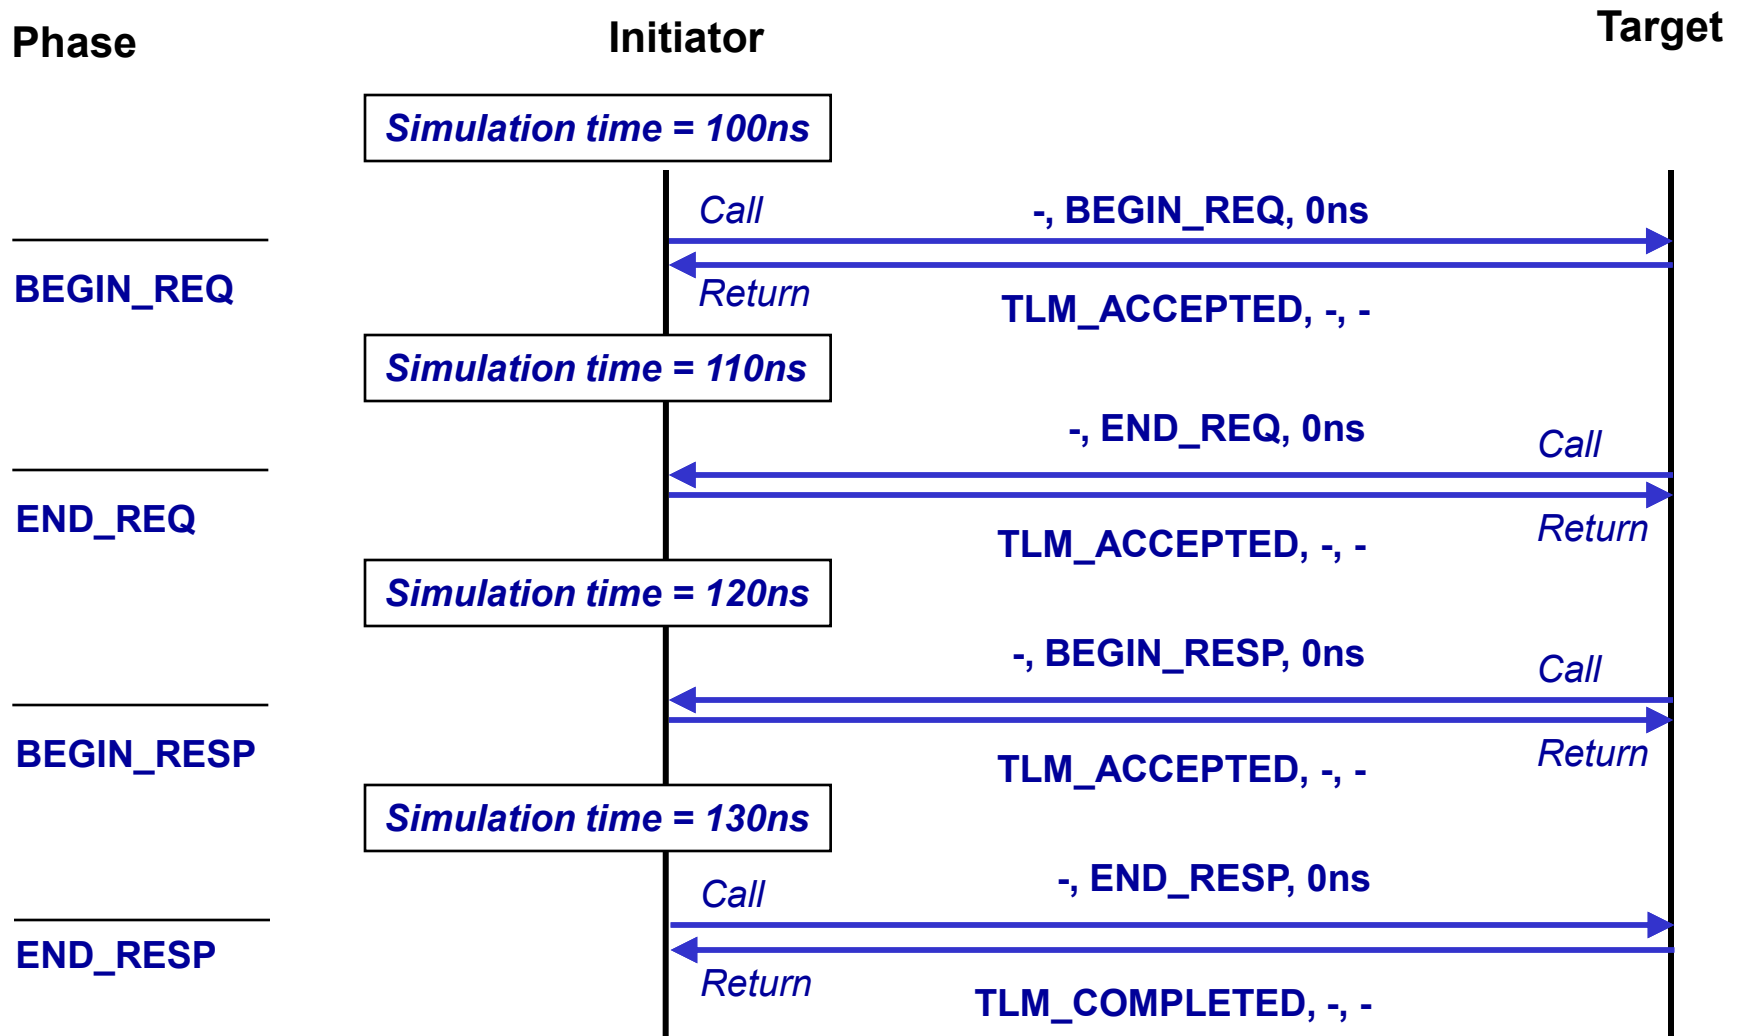 Phase
Initiator
Target
Simulation time = 100ns
Call
-, BEGIN_REQ, 0ns
BEGIN_REQ
Return
TLM_ACCEPTED, -, -
Simulation time = 110ns
-, END_REQ, 0ns
Call
END_REQ
Return
TLM_ACCEPTED, -, -
Simulation time = 120ns
-, BEGIN_RESP, 0ns
Call
BEGIN_RESP
Return
TLM_ACCEPTED, -, -
Simulation time = 130ns
Call
-, END_RESP, 0ns
END_RESP
Return
TLM_COMPLETED, -, -